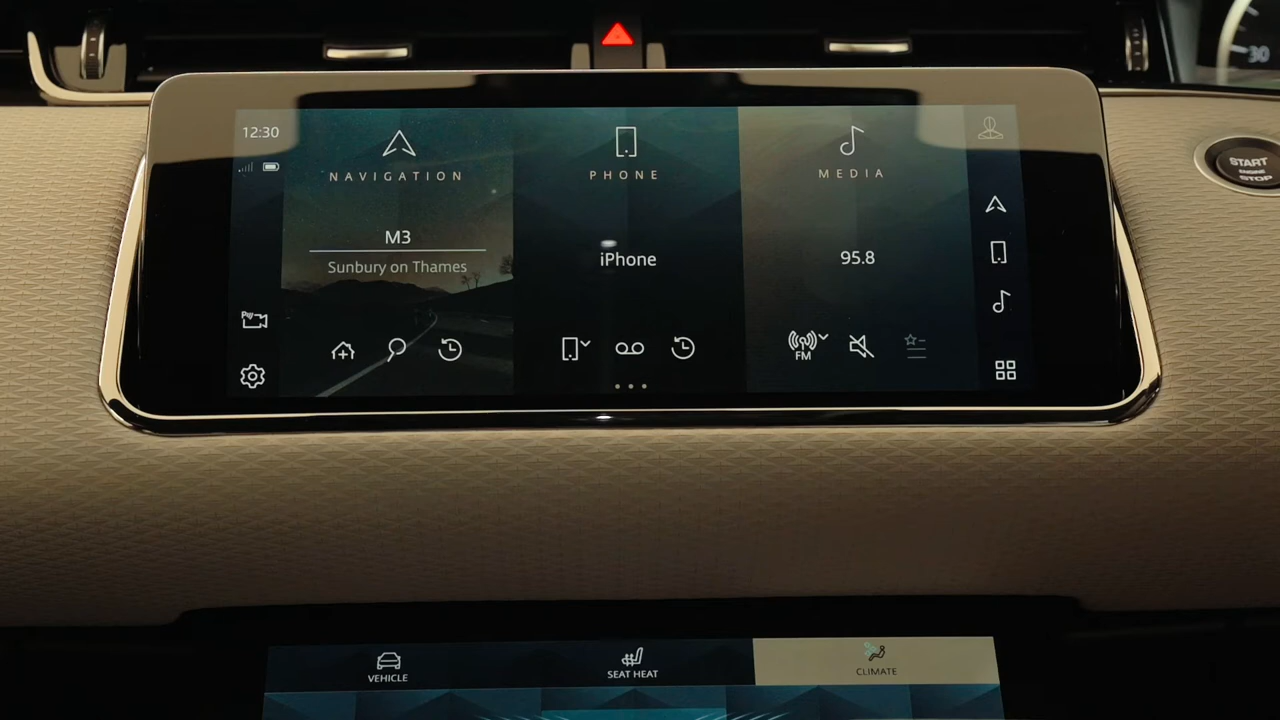 30
12:30
NAVIGATION
PHONE
MEDIA
START
ENGINE
STOP
M3
Sunbury on Thames
iPhone
95.8
FM
VEHICLE
SEAT HEAT
CLIMATE